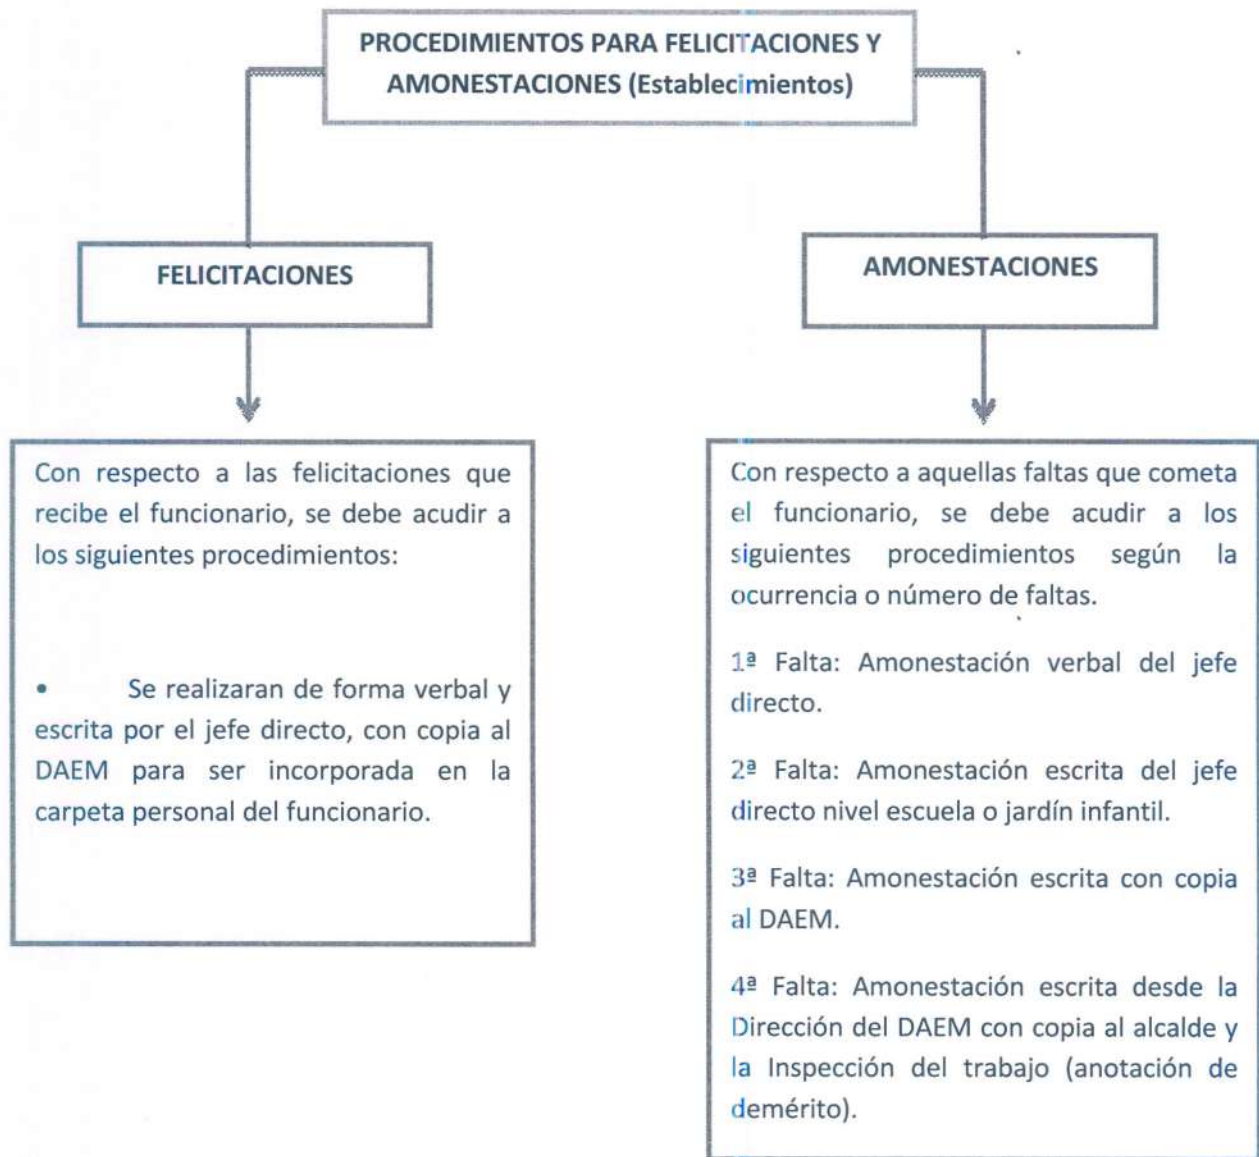 PROCEDIMIENTOS PARA FELICITACIONES Y
AMONESTACIONES (Establecimientos)
FELICITACIONES
AMONESTACIONES
Con respecto a las felicitaciones que
recibe el funcionario, se debe acudir a
los siguientes procedimientos:
• Se realizaran de forma verbal y
escrita por el jefe directo, con copia al
DAEM para ser incorporada en la
carpeta personal del funcionario.
Con respecto a aquellas faltas que cometa
el funcionario, se debe acudir a los
siguientes procedimientos según la
ocurrencia o número de faltas.
1ª Falta: Amonestación verbal del jefe
directo.
2ª Falta: Amonestación escrita del jefe
directo nivel escuela o jardín infantil.
3ª Falta: Amonestación escrita con copia
al DAEM.
4ª Falta: Amonestación escrita desde la
Dirección del DAEM con copia al alcalde y
la Inspección del trabajo (anotación de
demérito).